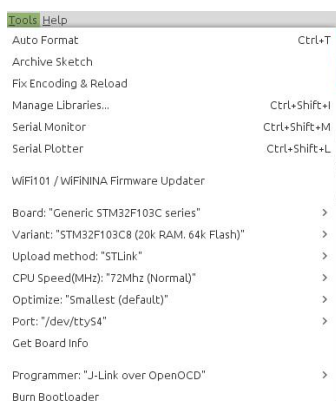 Tools Help
Auto Format Ctrl+T
Archive Sketch
Fix Encoding & Reload
Manage Libraries... Ctrl+Shift+I
Serial Monitor Ctrl+Shift+M
Serial Plotter Ctrl+Shift+L
WiFi101 / WiFiNINA Firmware Updater
Board: "Generic STM32F103C series"
Variant: "STM32F103C8 (20k RAM. 64k Flash)"
Upload method: "STLink"
CPU Speed(MHz): "72Mhz (Normal)"
Optimize: "Smallest (default)"
Port: "/dev/ttyS4"
Get Board Info
Programmer: "J-Link over OpenOCD"
Burn Bootloader